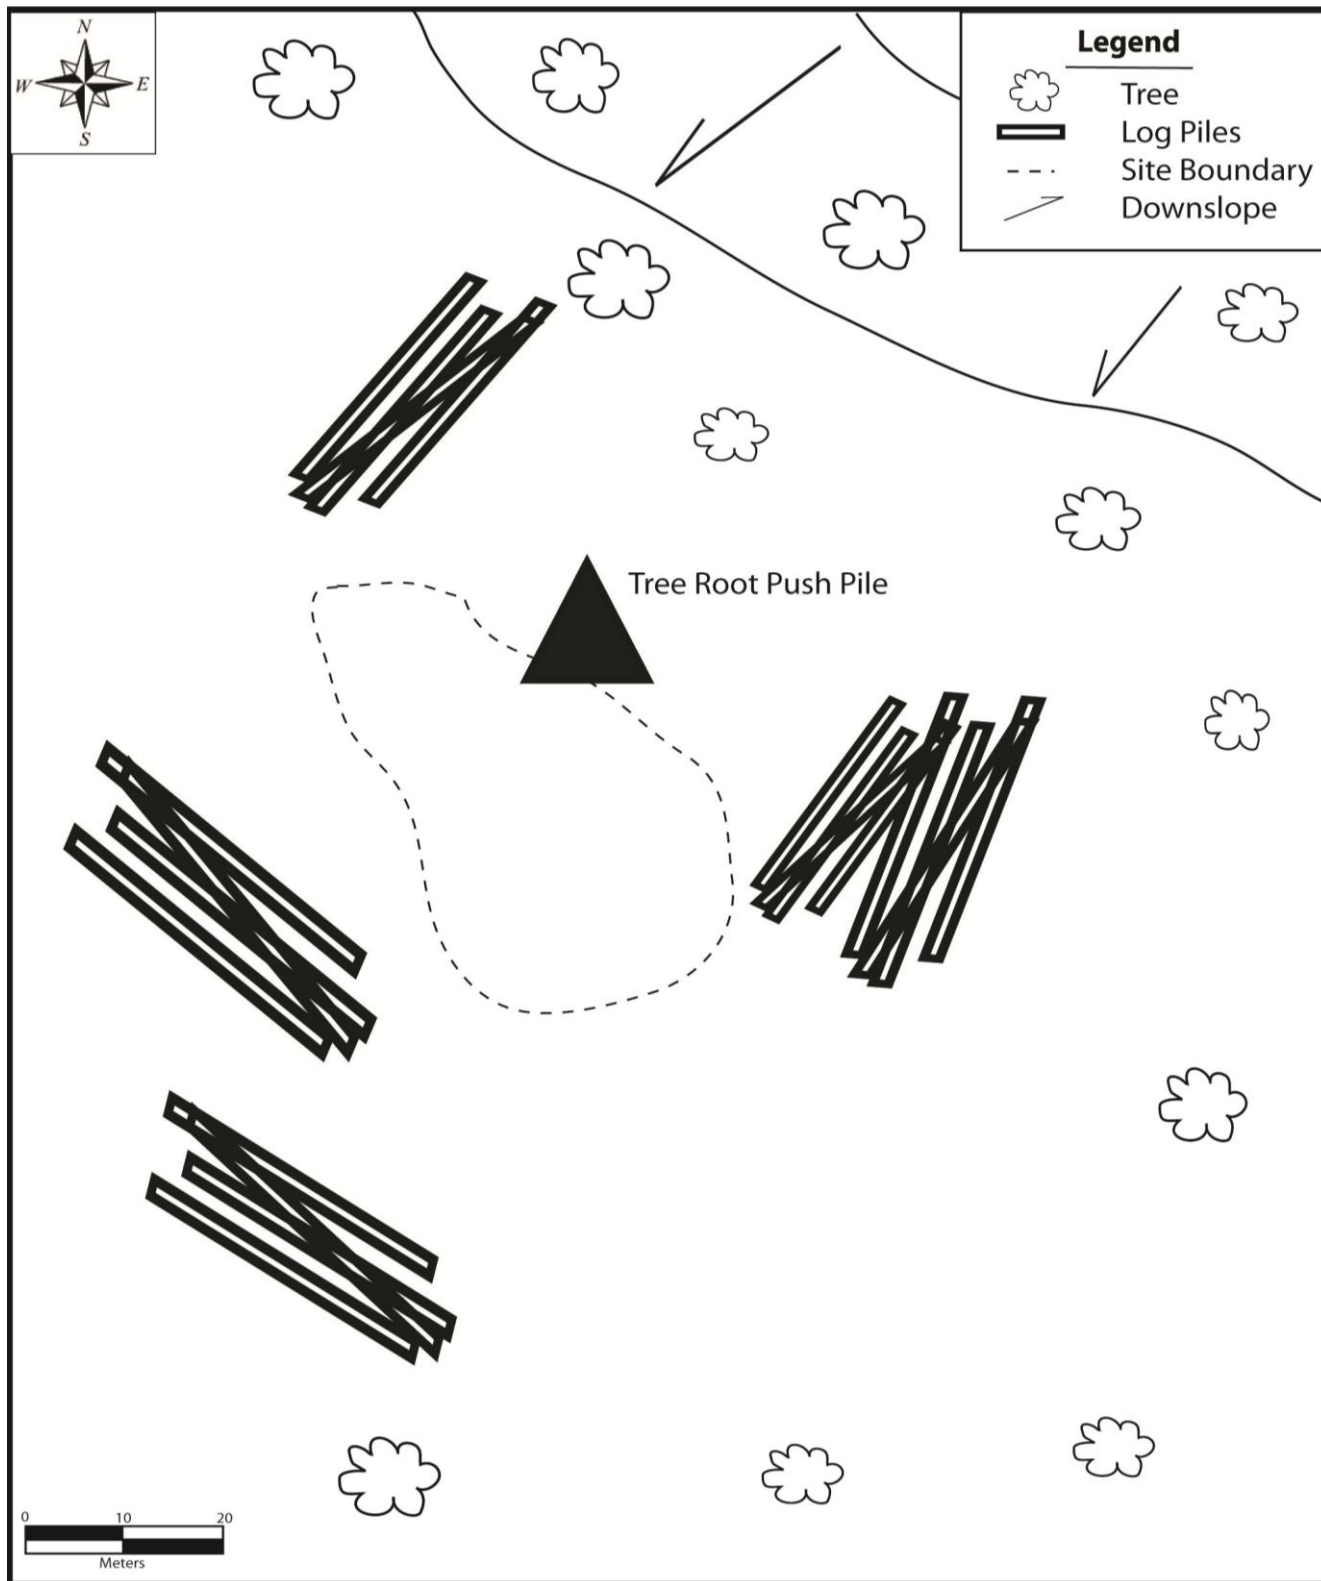 N
W E
S
Legend
Tree
Log Piles
Site Boundary
Downslope
Tree Root Push Pile
0 10 20
Meters